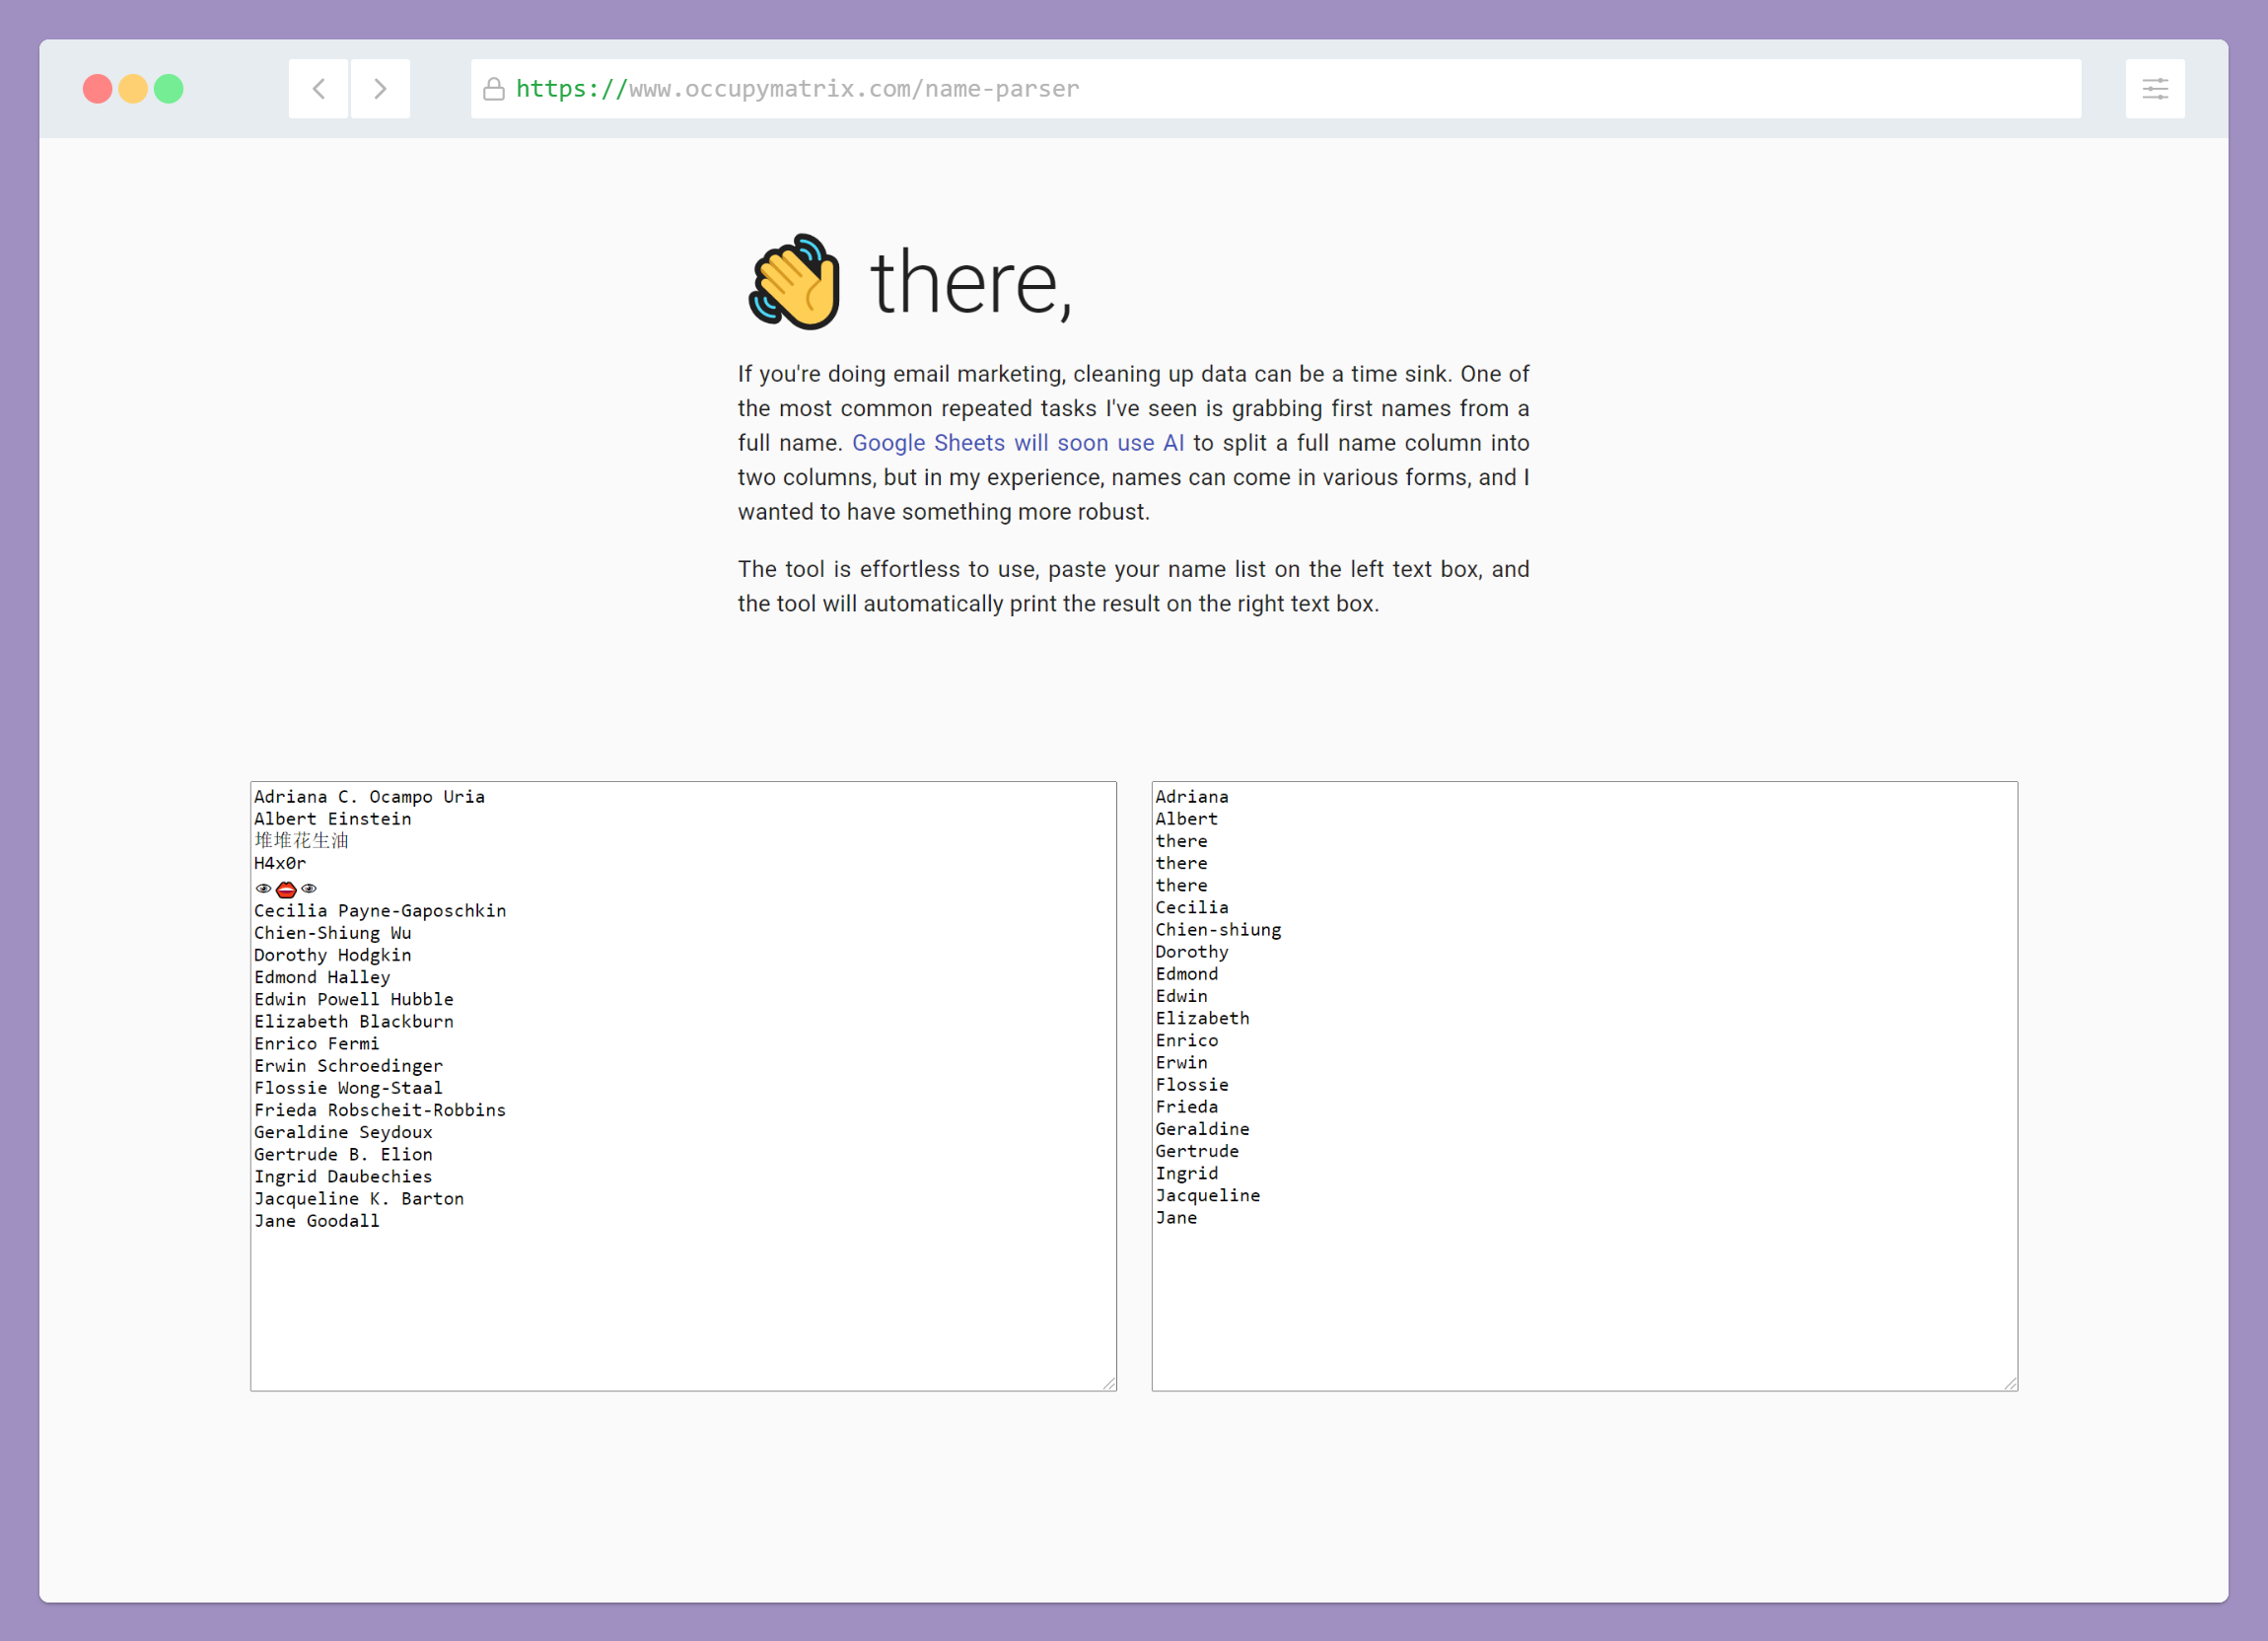 https://www.occupymatrix.com/name-parser
👋 there,
If you're doing email marketing, cleaning up data can be a time sink. One of
the most common repeated tasks I've seen is grabbing first names from a
full name. Google Sheets will soon use AI to split a full name column into
two columns, but in my experience, names can come in various forms, and I
wanted to have something more robust.
The tool is effortless to use, paste your name list on the left text box, and
the tool will automatically print the result on the right text box.
Adriana C. Ocampo Uria
Albert Einstein
堆堆花生油
H4x0r
👁👄👁
Cecilia Payne-Gaposchkin
Chien-Shiung Wu
Dorothy Hodgkin
Edmond Halley
Edwin Powell Hubble
Elizabeth Blackburn
Enrico Fermi
Erwin Schroedinger
Flossie Wong-Staal
Frieda Robscheit-Robbins
Geraldine Seydoux
Gertrude B. Elion
Ingrid Daubechies
Jacqueline K. Barton
Jane Goodall
Adriana
Albert
there
there
there
Cecilia
Chien-shiung
Dorothy
Edmond
Edwin
Elizabeth
Enrico
Erwin
Flossie
Frieda
Geraldine
Gertrude
Ingrid
Jacqueline
Jane